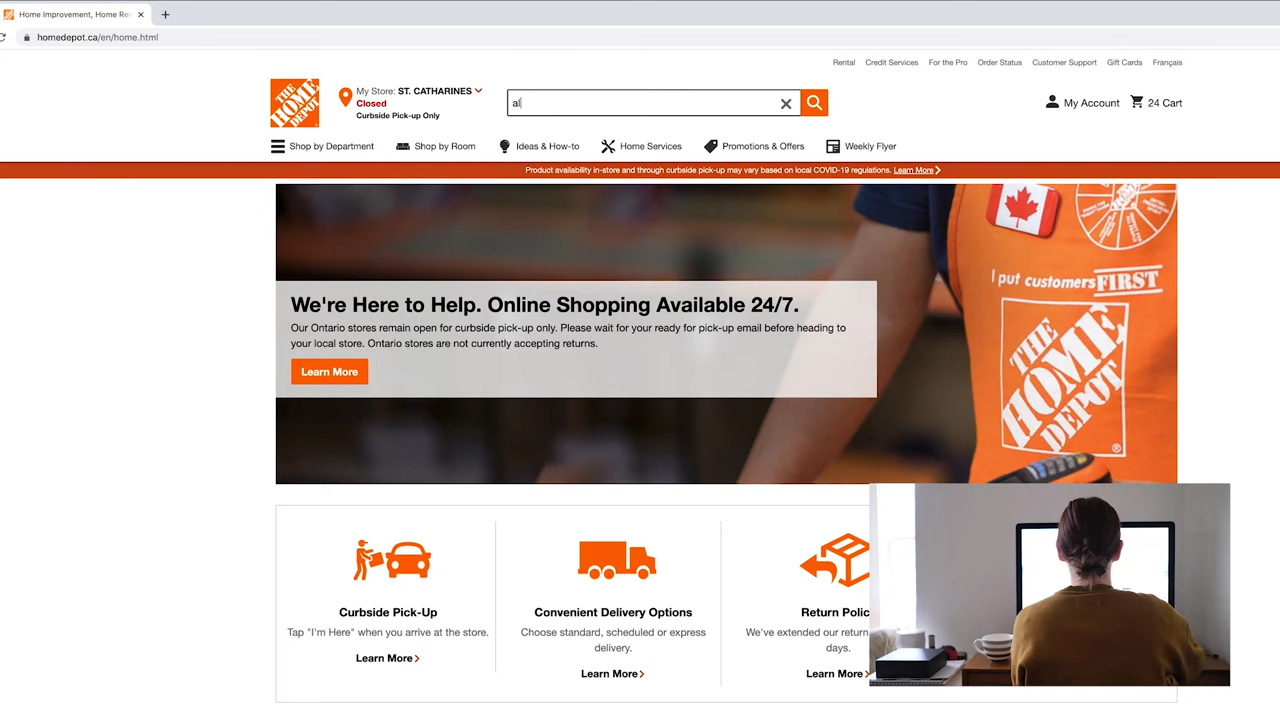 Home Improvement, Home Re
homedepot.ca/en/home.html
Rental Credit Services For the Pro Order Status Customer Support Gift Cards Français
THE HOME DEPOT
My Store: ST. CATHARINES
Closed
Curbside Pick-up Only
al
My Account
24 Cart
Shop by Department Shop by Room Ideas & How-to Home Services Promotions & Offers Weekly Flyer
Product availability in-store and through curbside pick-up may vary based on local COVID-19 regulations. Learn More
I put customers FIRST
THE
HOME
DEPOT
®
We're Here to Help. Online Shopping Available 24/7.
Our Ontario stores remain open for curbside pick-up only. Please wait for your ready for pick-up email before heading to
your local store. Ontario stores are not currently accepting returns.
Learn More
Curbside Pick-Up
Tap "I'm Here" when you arrive at the store.
Learn More
Convenient Delivery Options
Choose standard, scheduled or express
delivery.
Learn More
Return Polic
We've extended our return
days.
Learn More